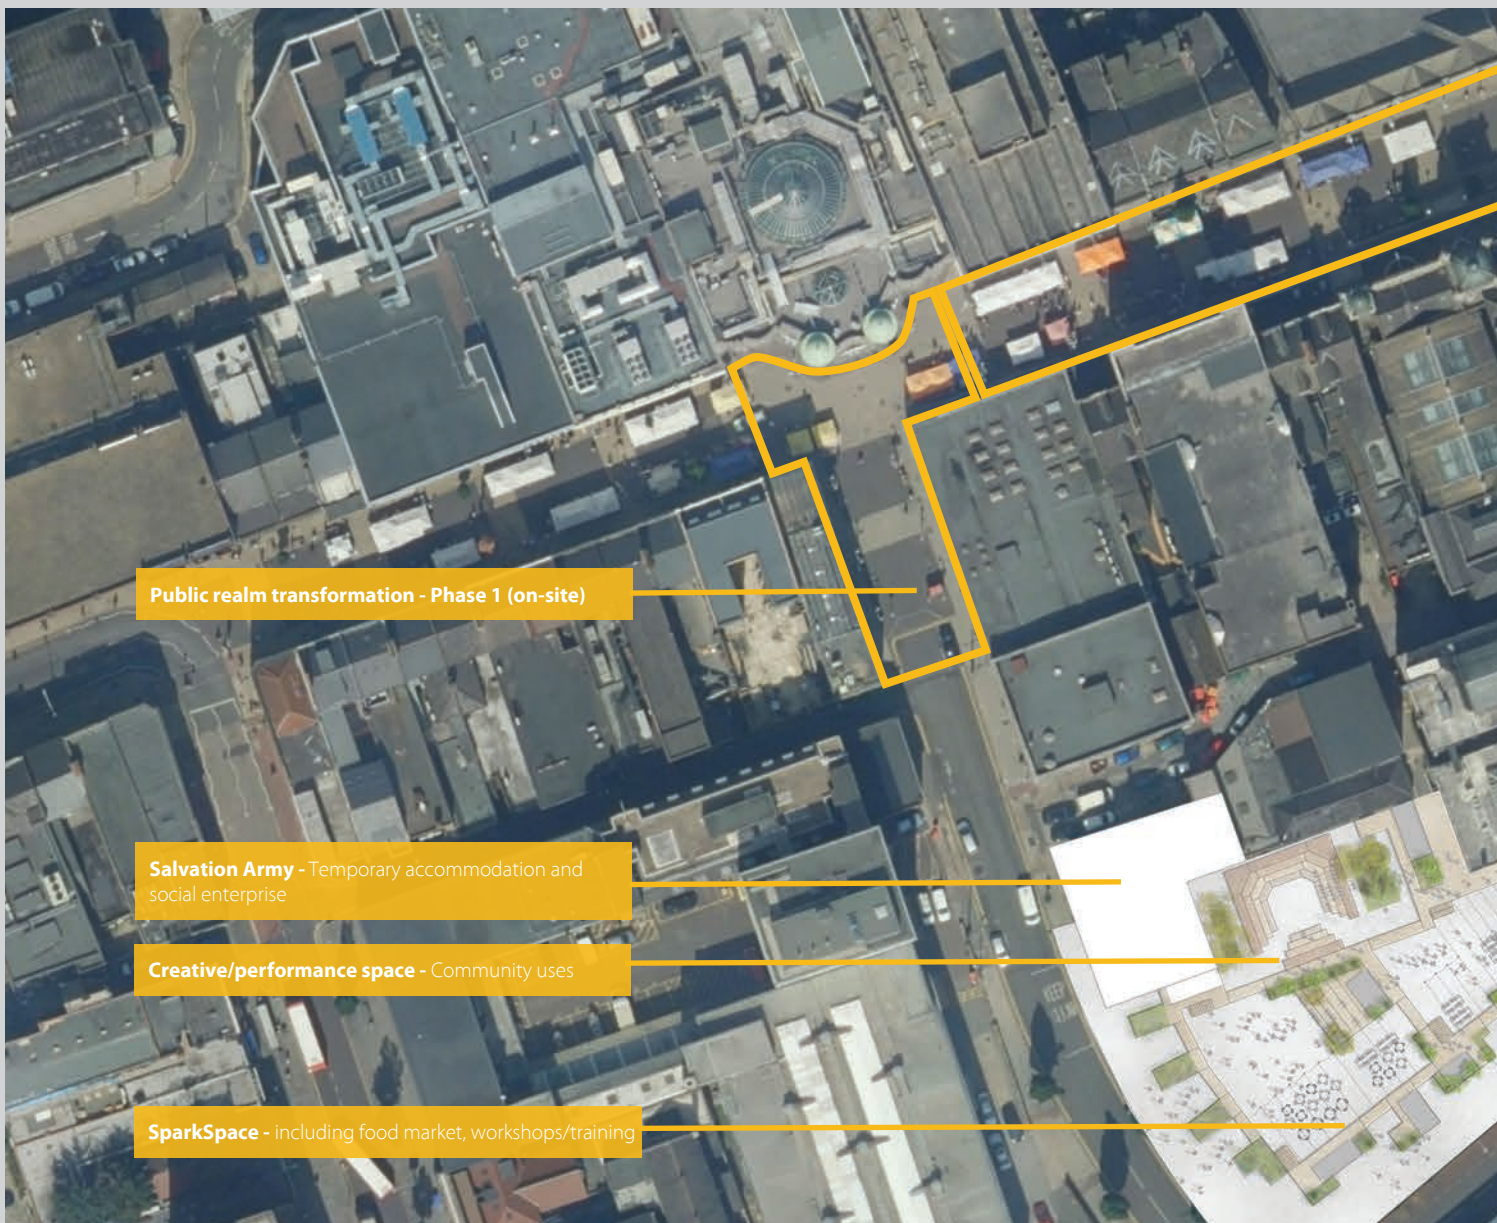 Public realm transformation - Phase 1 (on-site)
Salvation Army - Temporary accommodation and
social enterprise
Creative/performance space - Community uses
KEEP
SparkSpace - including food market, workshops/training